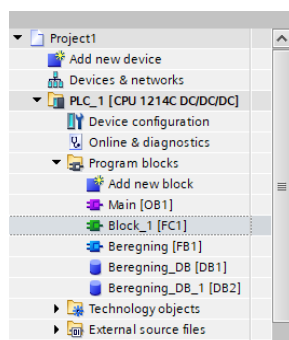 Project1
Add new device
Devices & networks
PLC_1 [CPU 1214C DC/DC/DC]
Device configuration
Online & diagnostics
Program blocks
Add new block
Main [OB1]
Block_1 [FC1]
Beregning [FB1]
Beregning_DB [DB1]
Beregning_DB_1 [DB2]
Technology objects
External source files